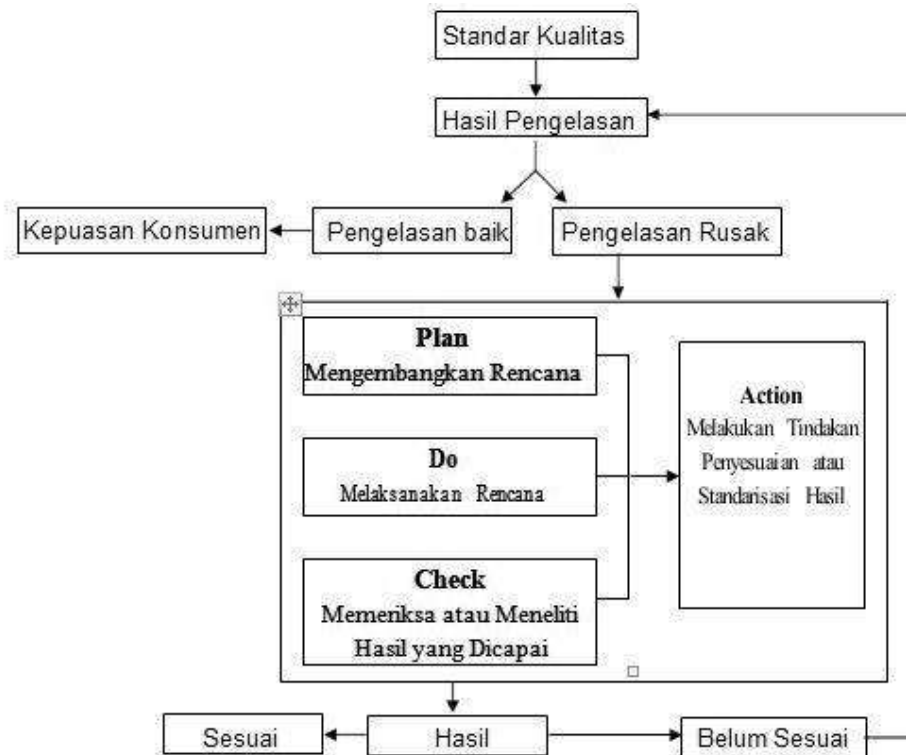 Standar Kualitas
Hasil Pengelasan
Kepuasan Konsumen
Pengelasan baik
Pengelasan Rusak
Plan
Mengembangkan Rencana
Do
Melaksanakan Rencana
Check
Memeriksa atau Meneliti
Hasil yang Dicapai
Action
Melakukan Tindakan
Penyesuaian atau
Standarisasi Hasil
Sesuai
Hasil
Belum Sesuai